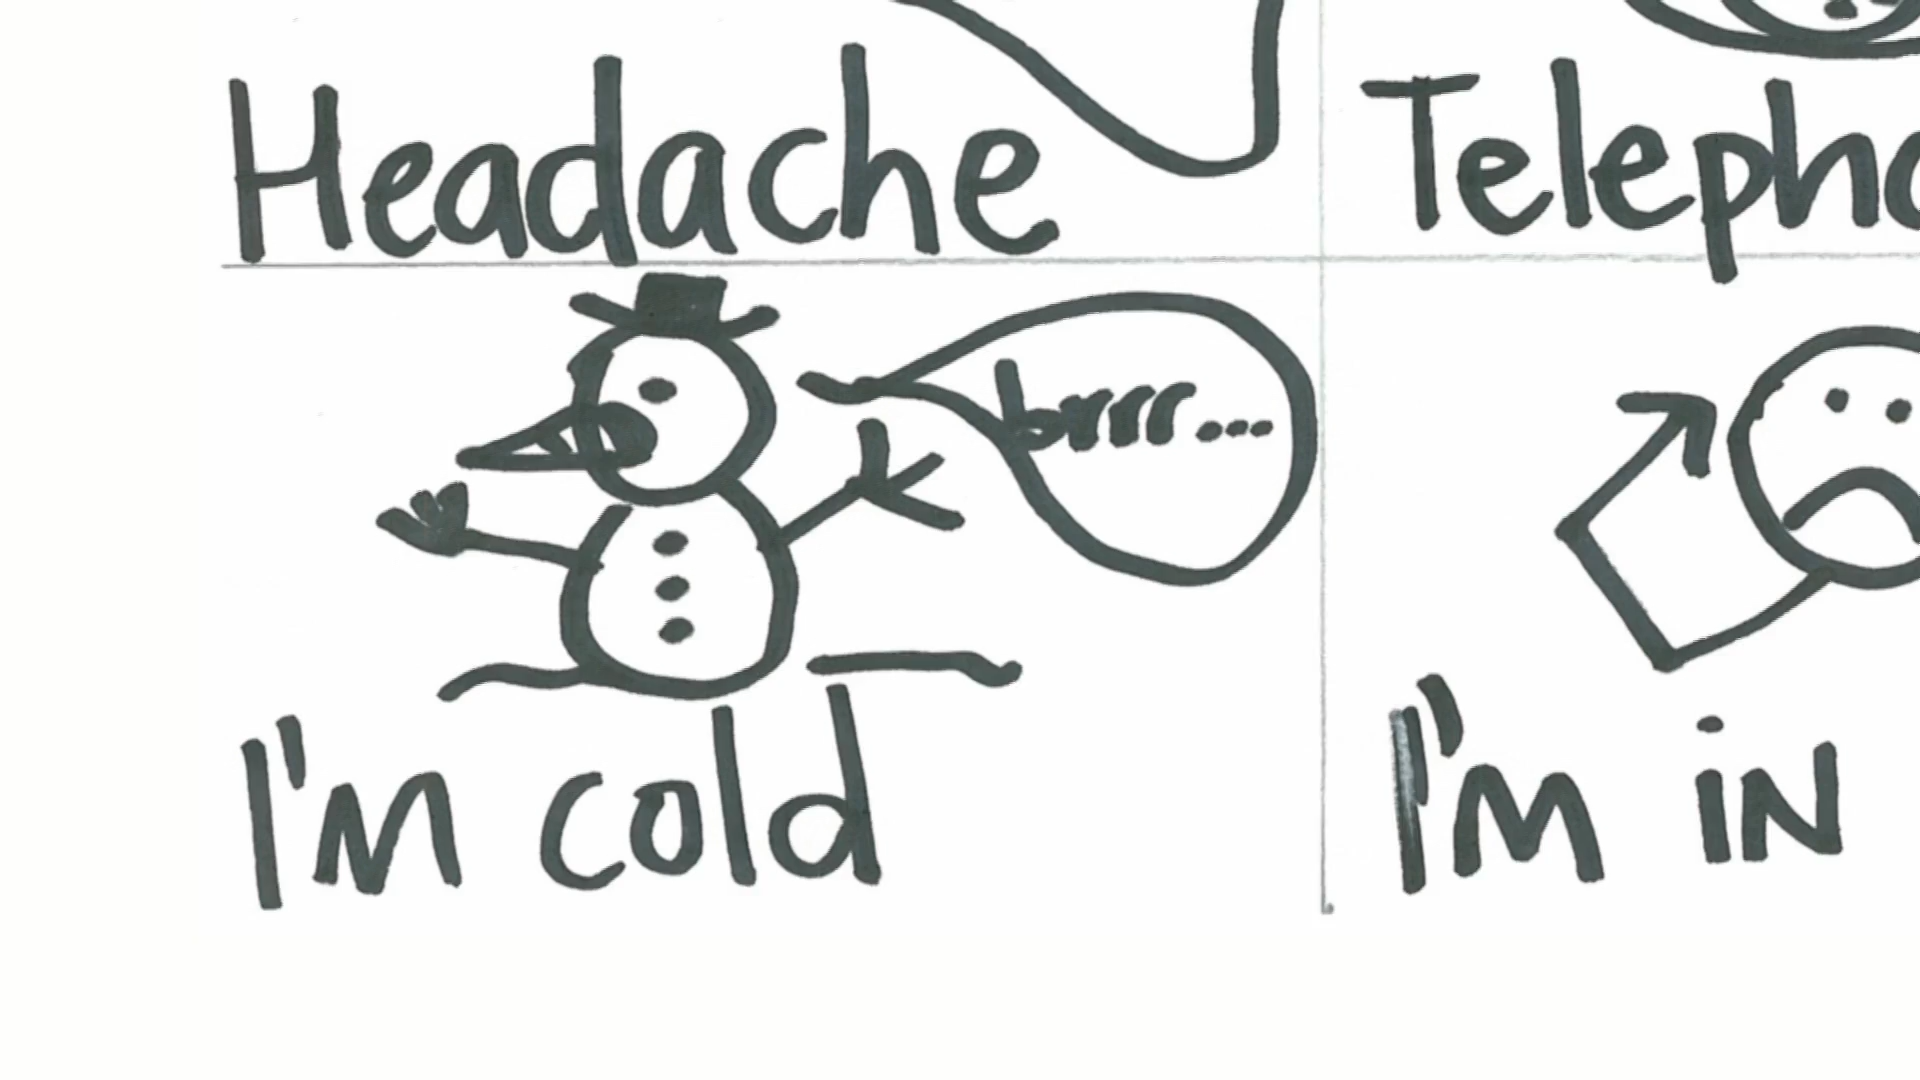 Headache
Telepho
brrr...
I'm cold
I'm in